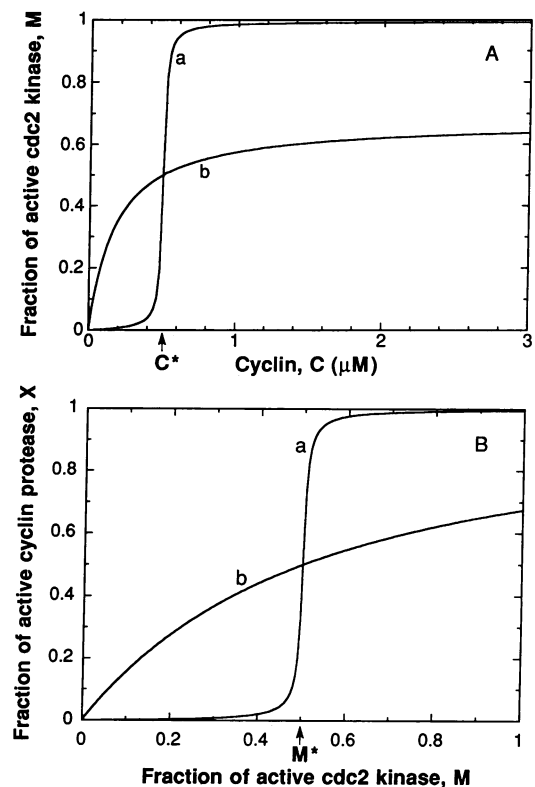 Fraction of active cdc2 kinase, M
1
0.8
0.6
0.4
0.2
0
a
b
A
0
1
2
3
C*
Cyclin, C (μM)
Fraction of active cyclin protease, X
1
0.8
0.6
0.4
0.2
0
a
b
B
0
0.2
0.4
0.6
0.8
1
M*
Fraction of active cdc2 kinase, M